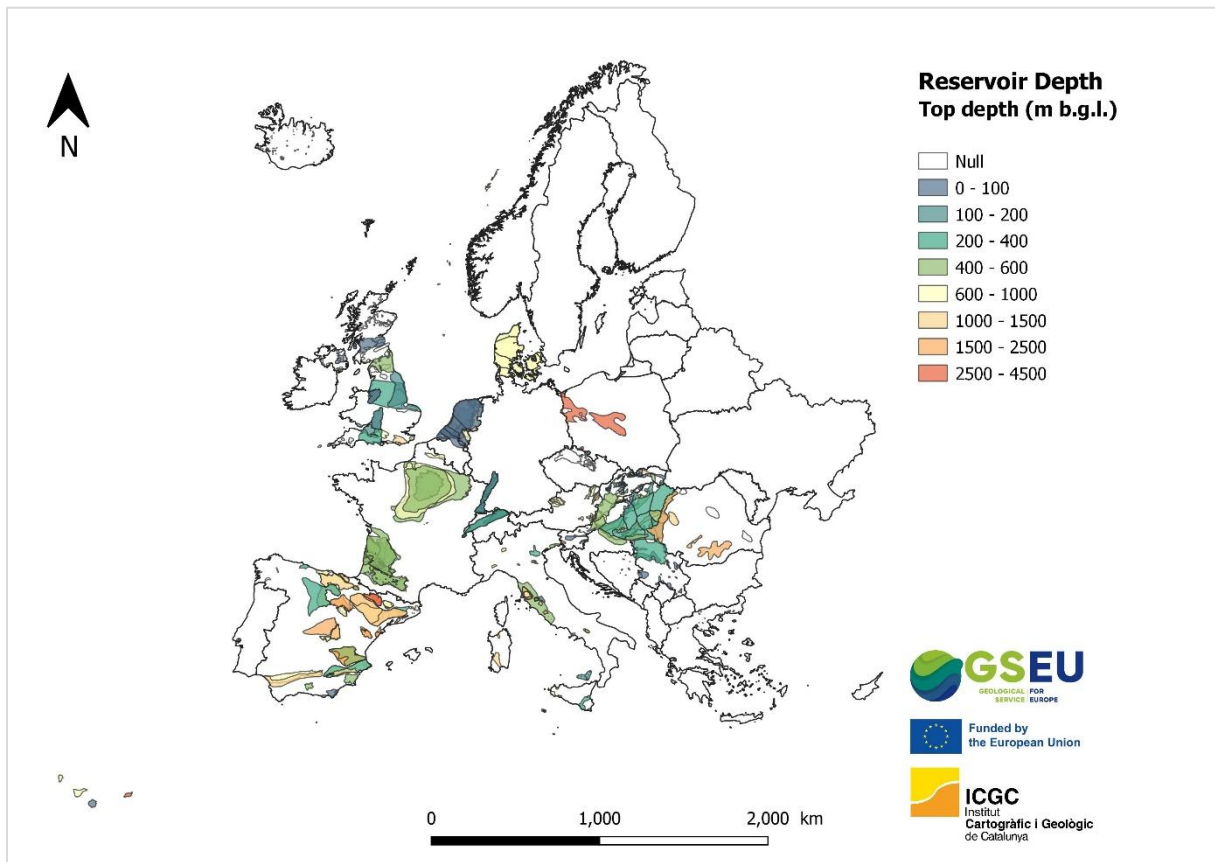 N
Reservoir Depth
Top depth (m b.g.l.)
Null
0 - 100
100 - 200
200 - 400
400 - 600
600 - 1000
1000 - 1500
1500 - 2500
2500 - 4500
GSEU
GEOLOGICAL FOR
SERVICE EUROPE
Funded by
the European Union
ICGC
Institut
Cartogràfic i Geològic
de Catalunya
0 1,000 2,000 km